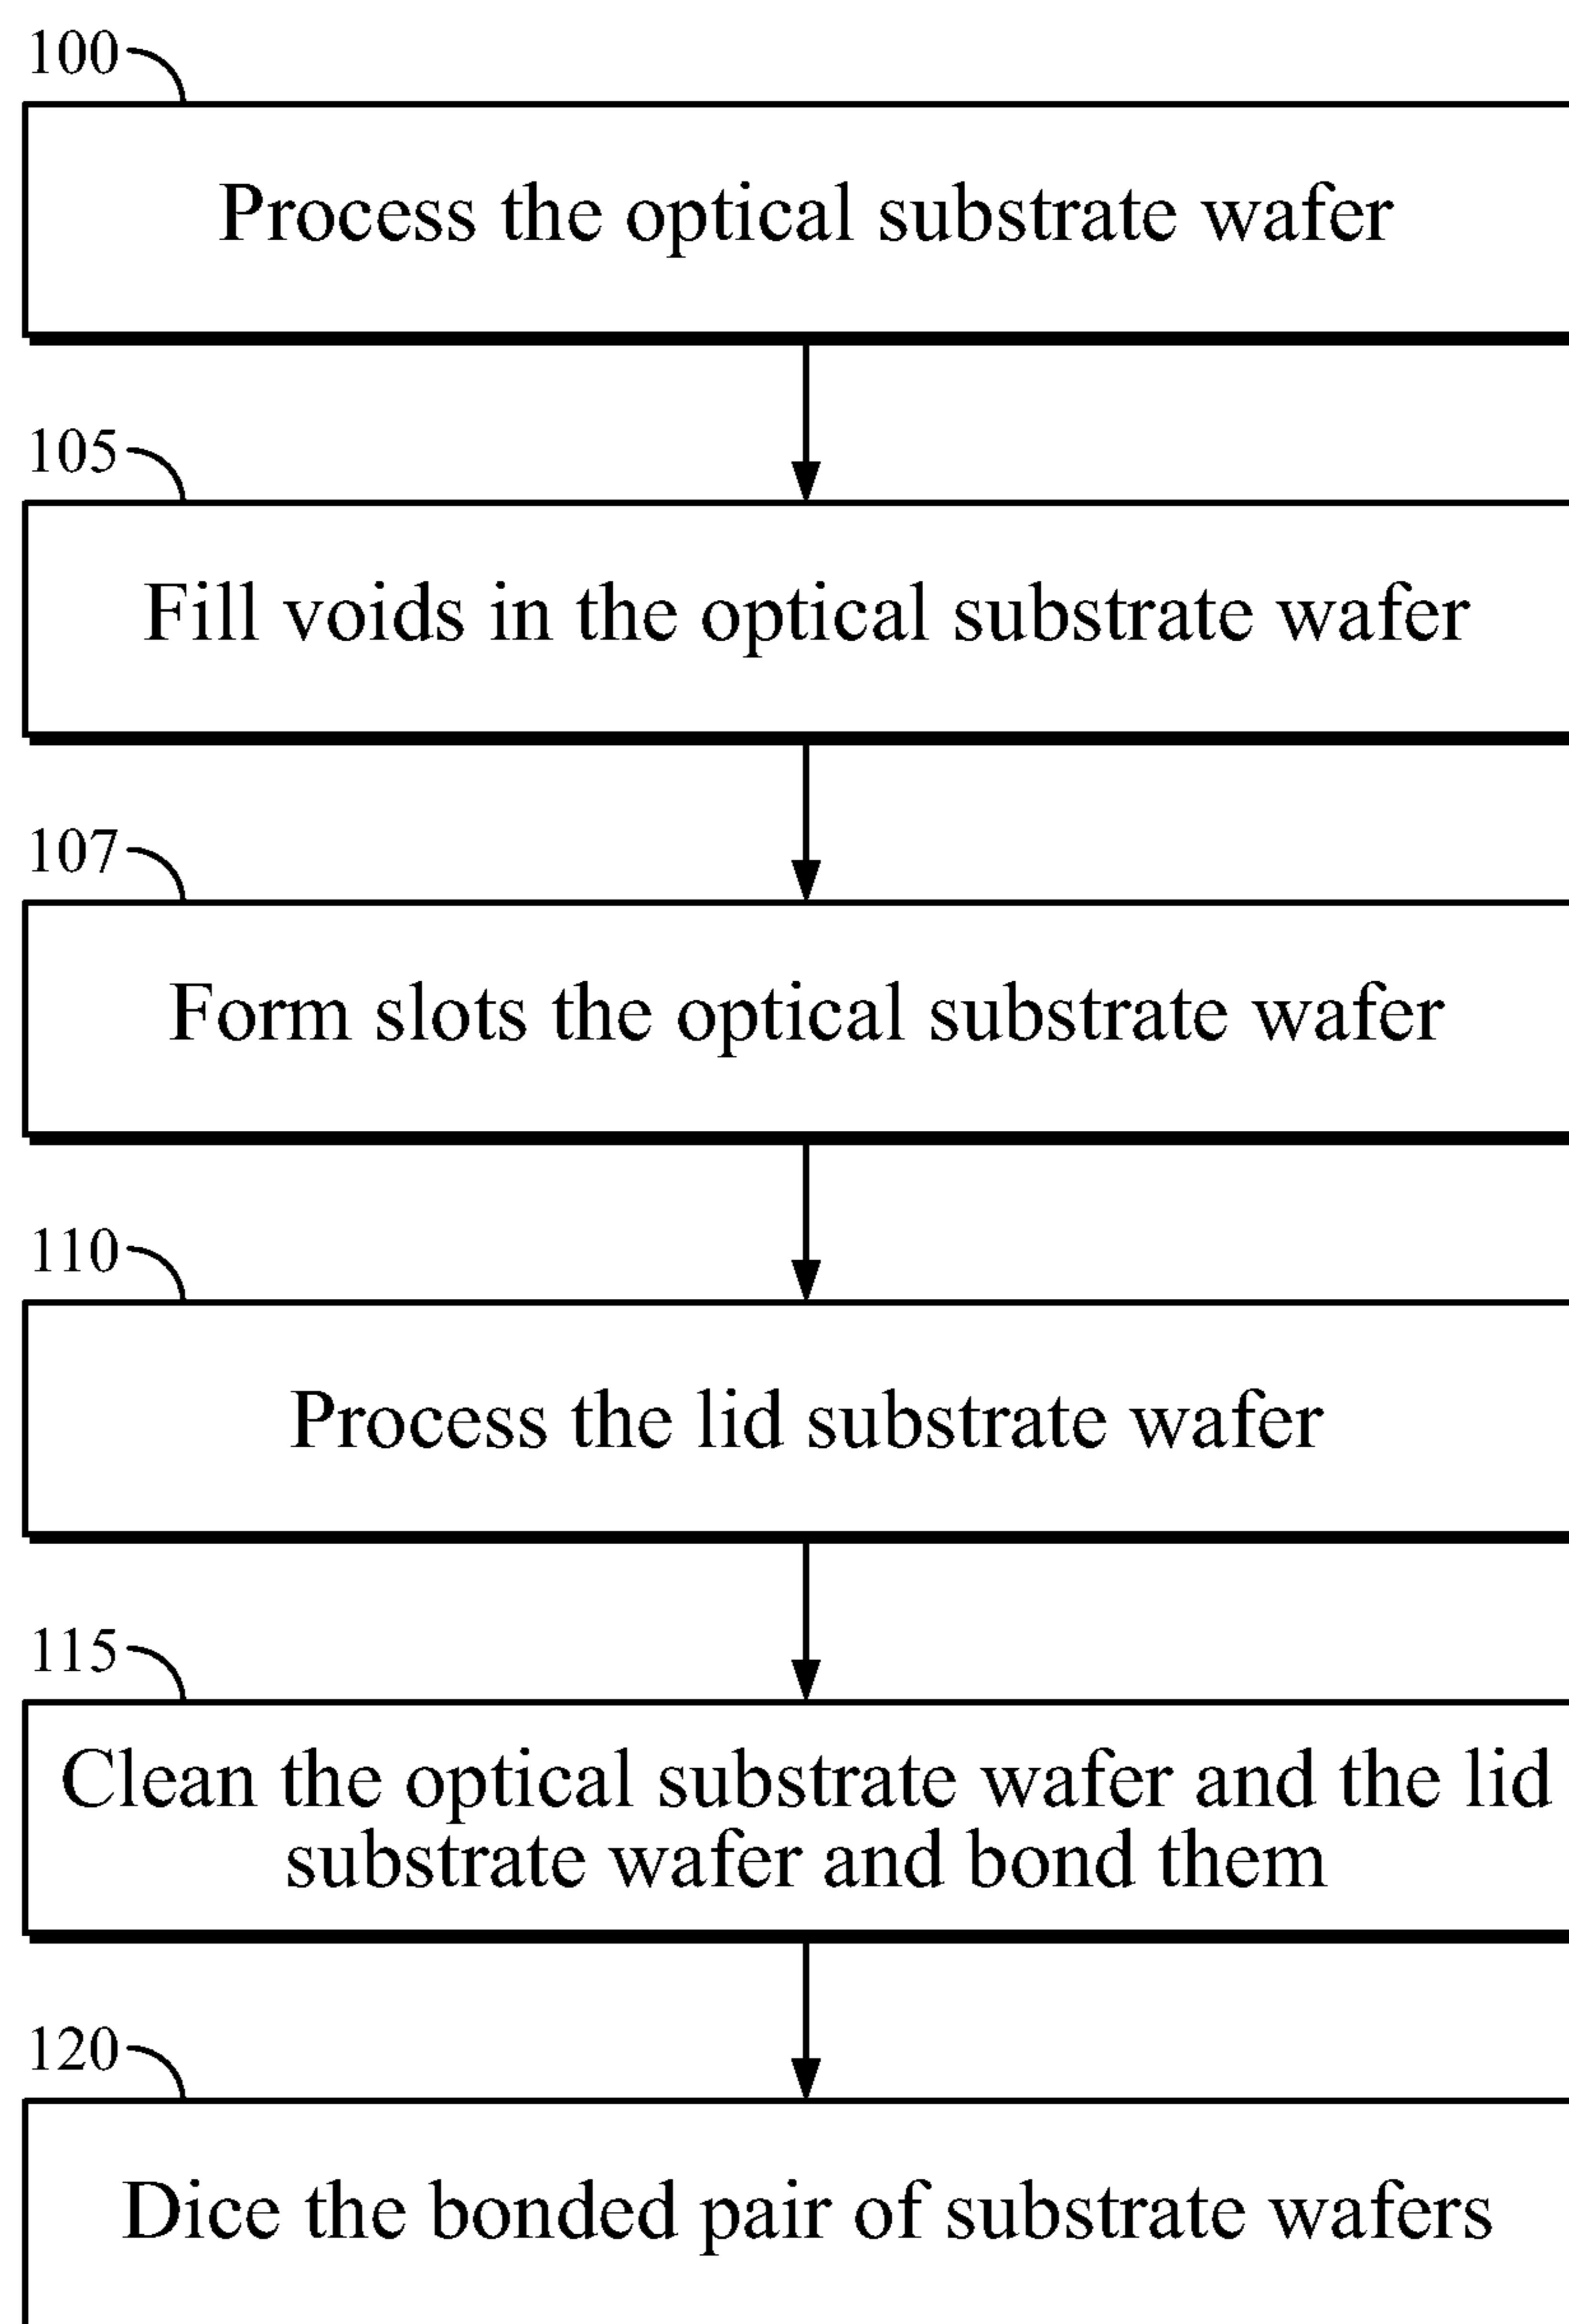 100
Process the optical substrate wafer
105
Fill voids in the optical substrate wafer
107
Form slots the optical substrate wafer
110
Process the lid substrate wafer
115
Clean the optical substrate wafer and the lid
substrate wafer and bond them
120
Dice the bonded pair of substrate wafers